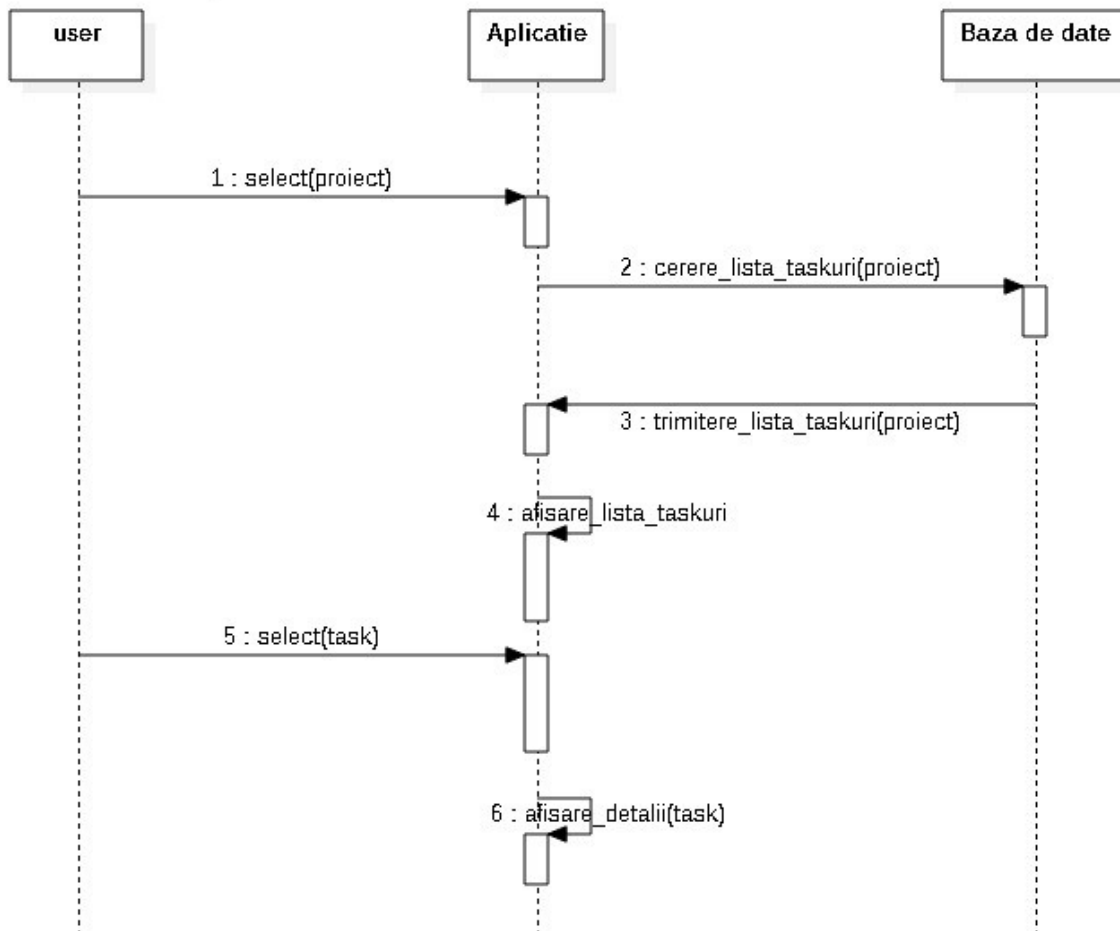 user
Aplicatie
Baza de date
1 : select(proiect)
2 : cerere_lista_taskuri(proiect)
3 : trimitere_lista_taskuri(proiect)
4 : afisare_lista_taskuri
5 : select(task)
6 : afisare_detalii(task)